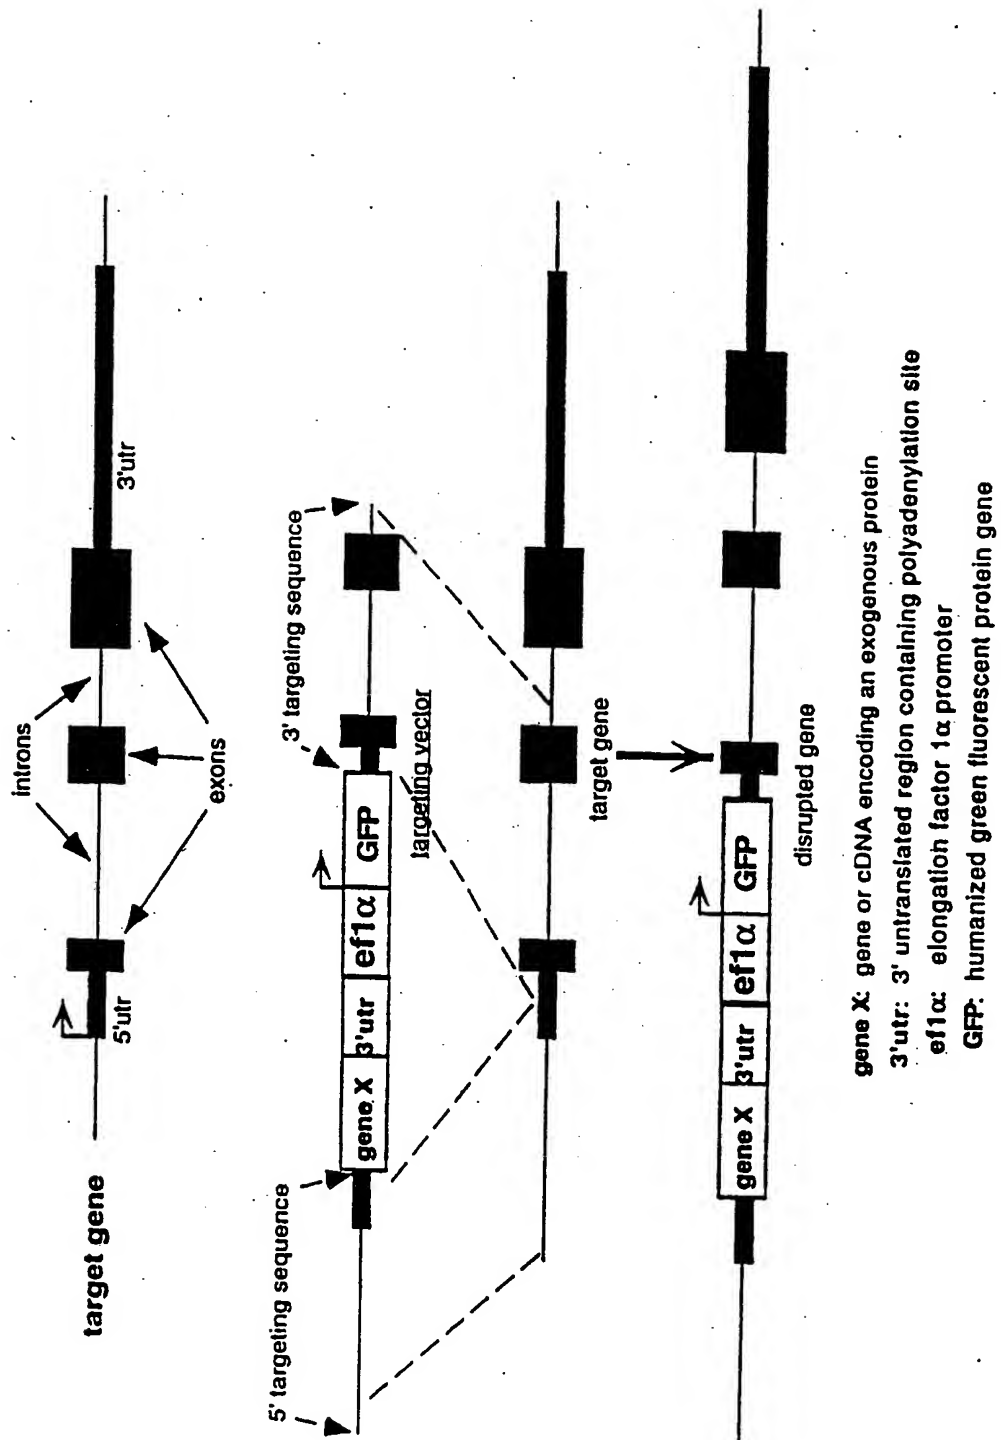 target gene
introns
5'utr
exons
3'utr
5' targeting sequence
3' targeting sequence
gene X 3'utr ef1α GFP
targeting vector
target gene
gene X 3'utr ef1α GFP
disrupted gene
gene X: gene or cDNA encoding an exogenous protein
3'utr: 3' untranslated region containing polyadenylation site
ef1α: elongation factor 1α promoter
GFP: humanized green fluorescent protein gene